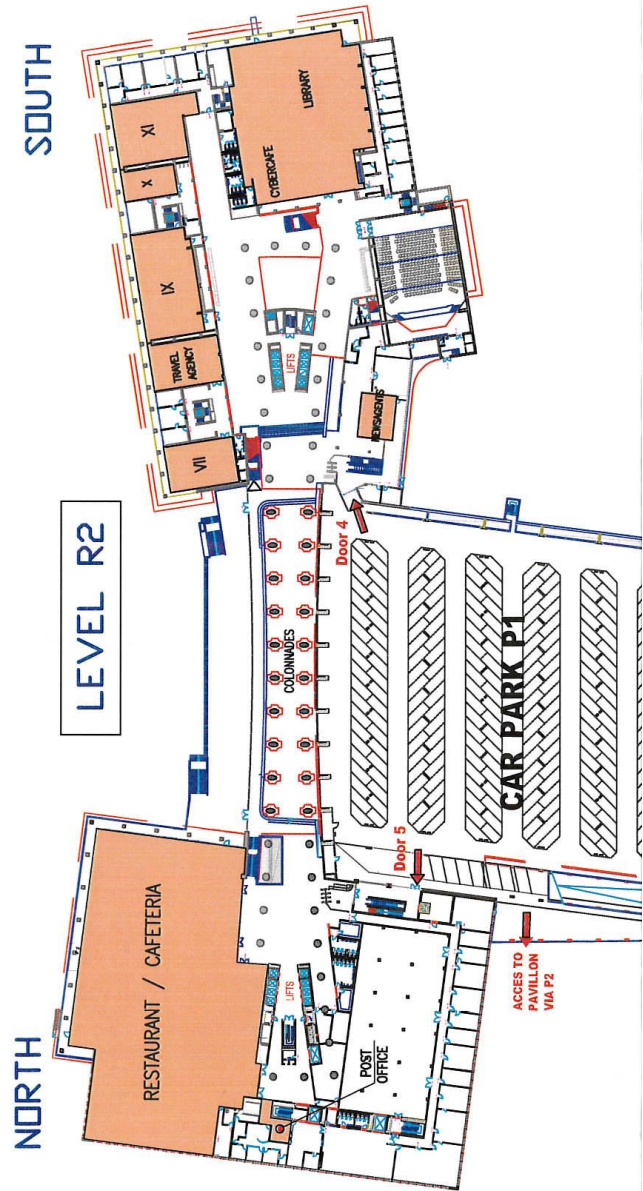 NORTH
LEVEL R2
SOUTH
RESTAURANT / CAFETERIA
POST
OFFICE
LIFTS
COLONNADES
VII
TRAVEL
AGENCY
IX
X
XI
LIFTS
CYBERCAFE
LIBRARY
NEWSAGENTS
Door 4
Door 5
CAR PARK P1
ACCES TO
PAVILLON
VIA P2